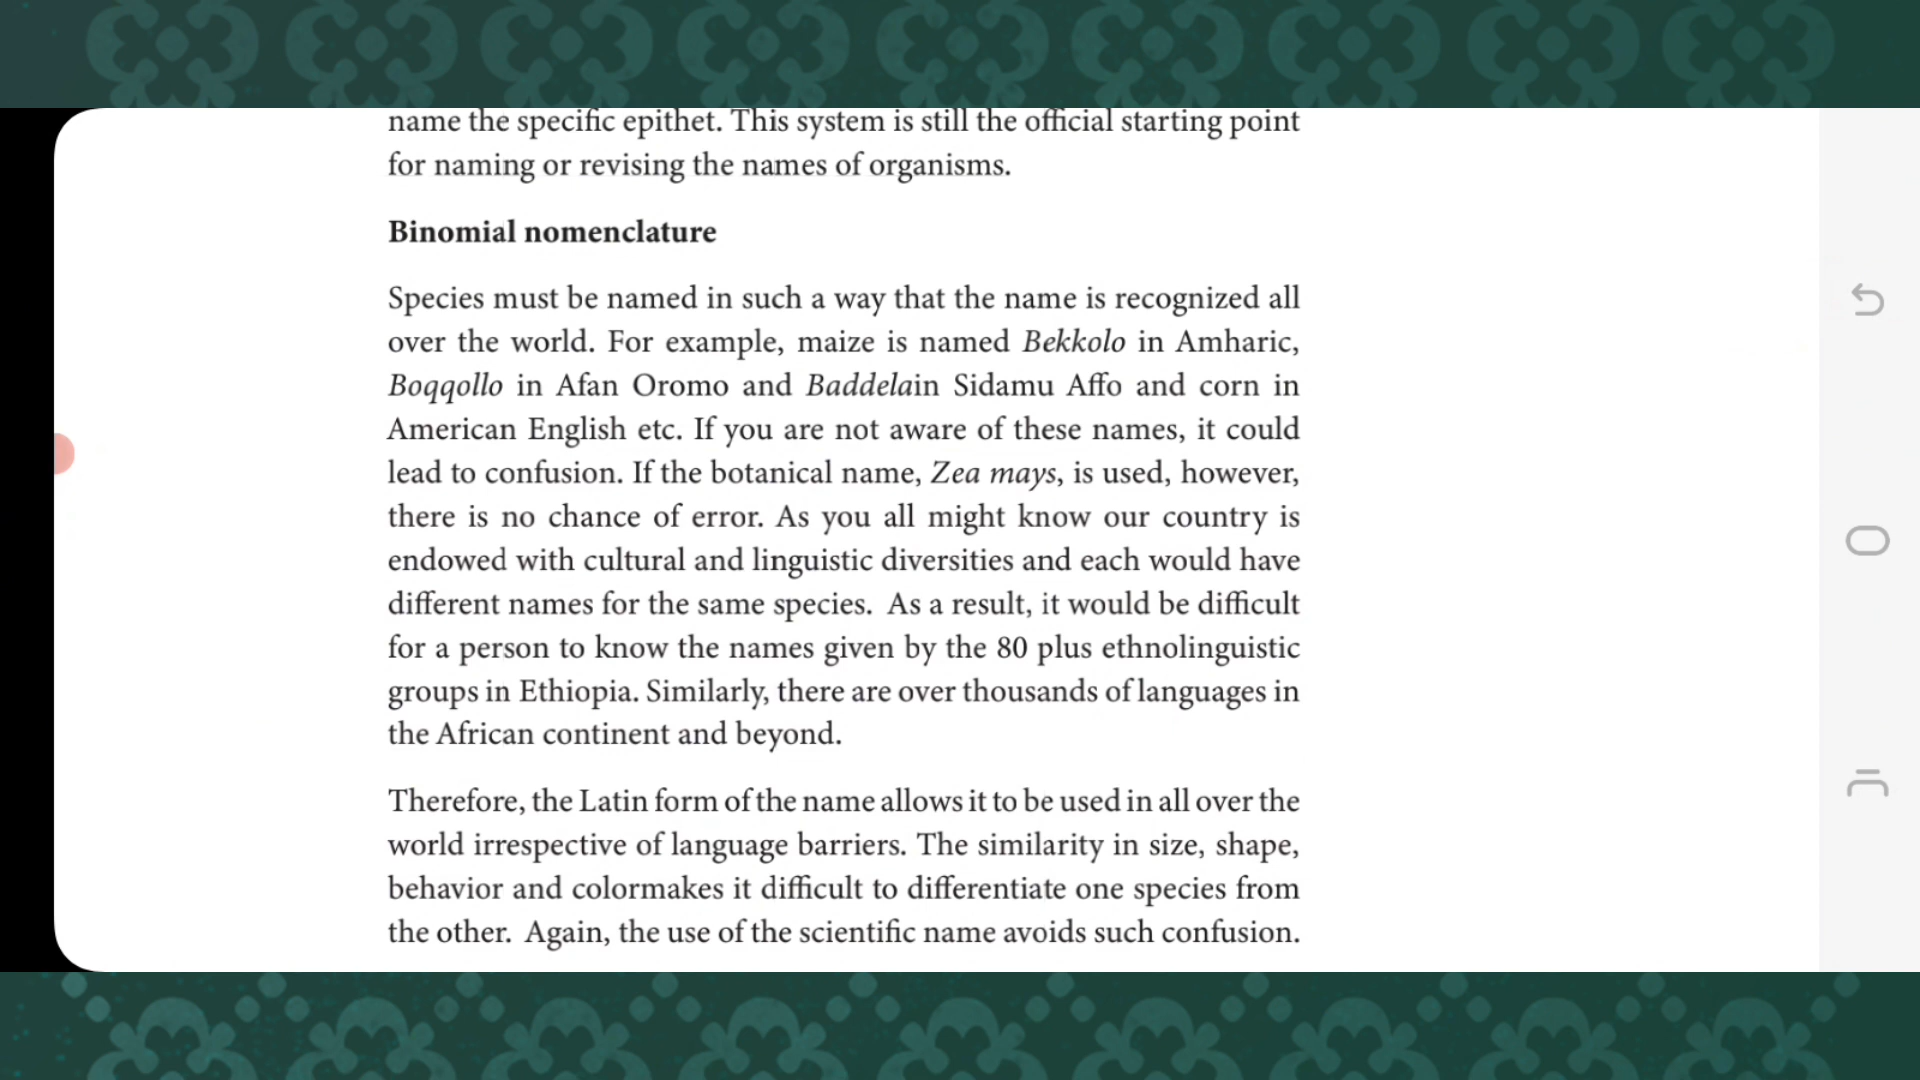 name the specific epithet. This system is still the official starting point
for naming or revising the names of organisms.
Binomial nomenclature
Species must be named in such a way that the name is recognized all
over the world. For example, maize is named Bekkolo in Amharic,
Boqqollo in Afan Oromo and Baddelain Sidamu Affo and corn in
American English etc. If you are not aware of these names, it could
lead to confusion. If the botanical name, Zea mays, is used, however,
there is no chance of error. As you all might know our country is
endowed with cultural and linguistic diversities and each would have
different names for the same species. As a result, it would be difficult
for a person to know the names given by the 80 plus ethnolinguistic
groups in Ethiopia. Similarly, there are over thousands of languages in
the African continent and beyond.
Therefore, the Latin form of the name allows it to be used in all over the
world irrespective of language barriers. The similarity in size, shape,
behavior and colormakes it difficult to differentiate one species from
the other. Again, the use of the scientific name avoids such confusion.